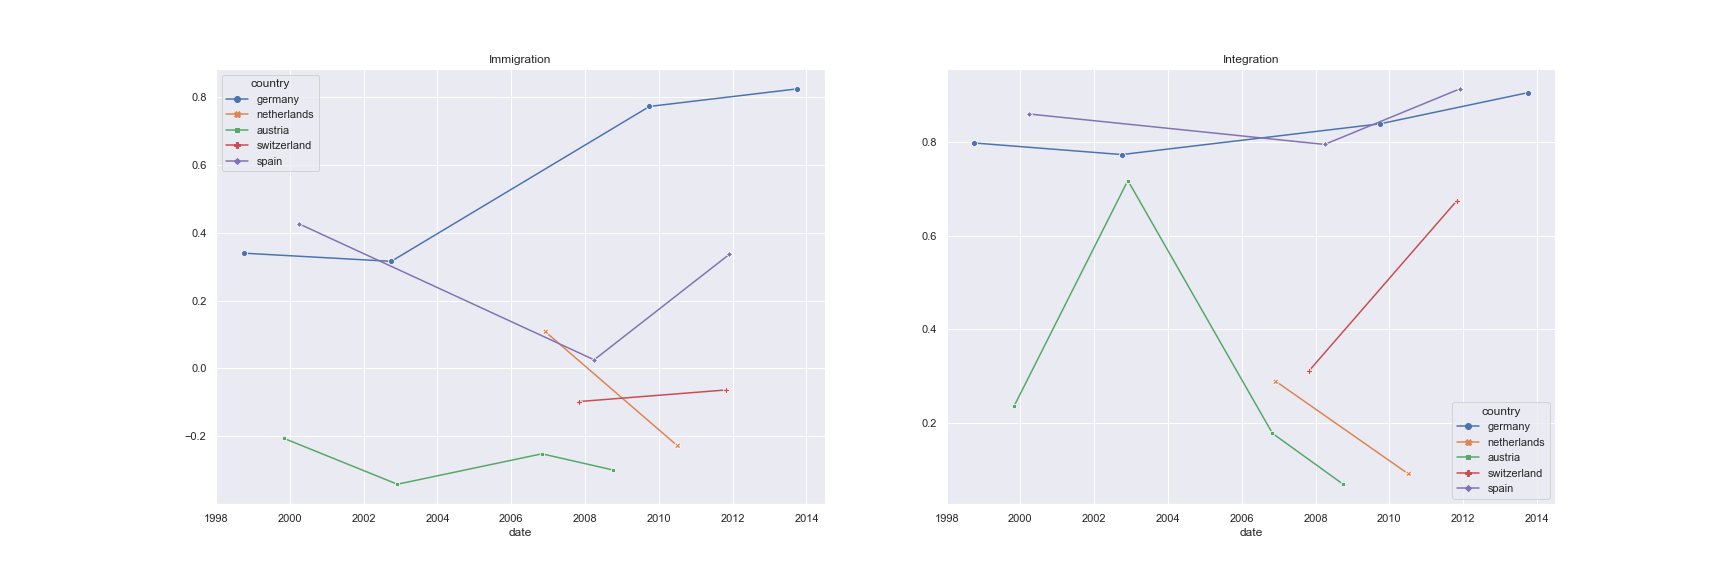 Immigration
country
germany
netherlands
austria
switzerland
spain
0.8
0.6
0.4
0.2
0.0
−0.2
1998 2000 2002 2004 2006 2008 2010 2012 2014
date
Integration
0.8
0.6
0.4
0.2
country
germany
netherlands
austria
switzerland
spain
1998 2000 2002 2004 2006 2008 2010 2012 2014
date